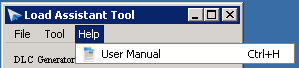 Load Assistant Tool
File Tool Help
User Manual Ctrl+H
DLC Generator